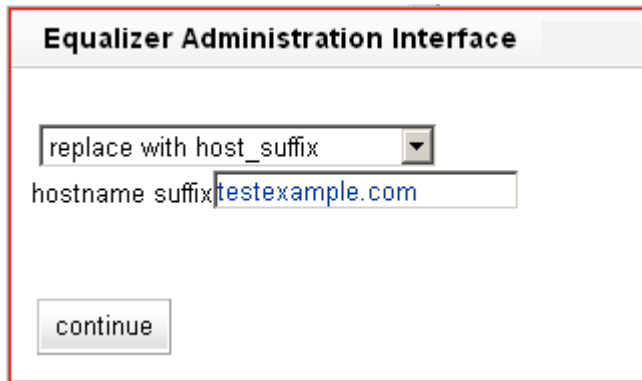 Equalizer Administration Interface
replace with host_suffix
hostname suffix testexample.com
continue